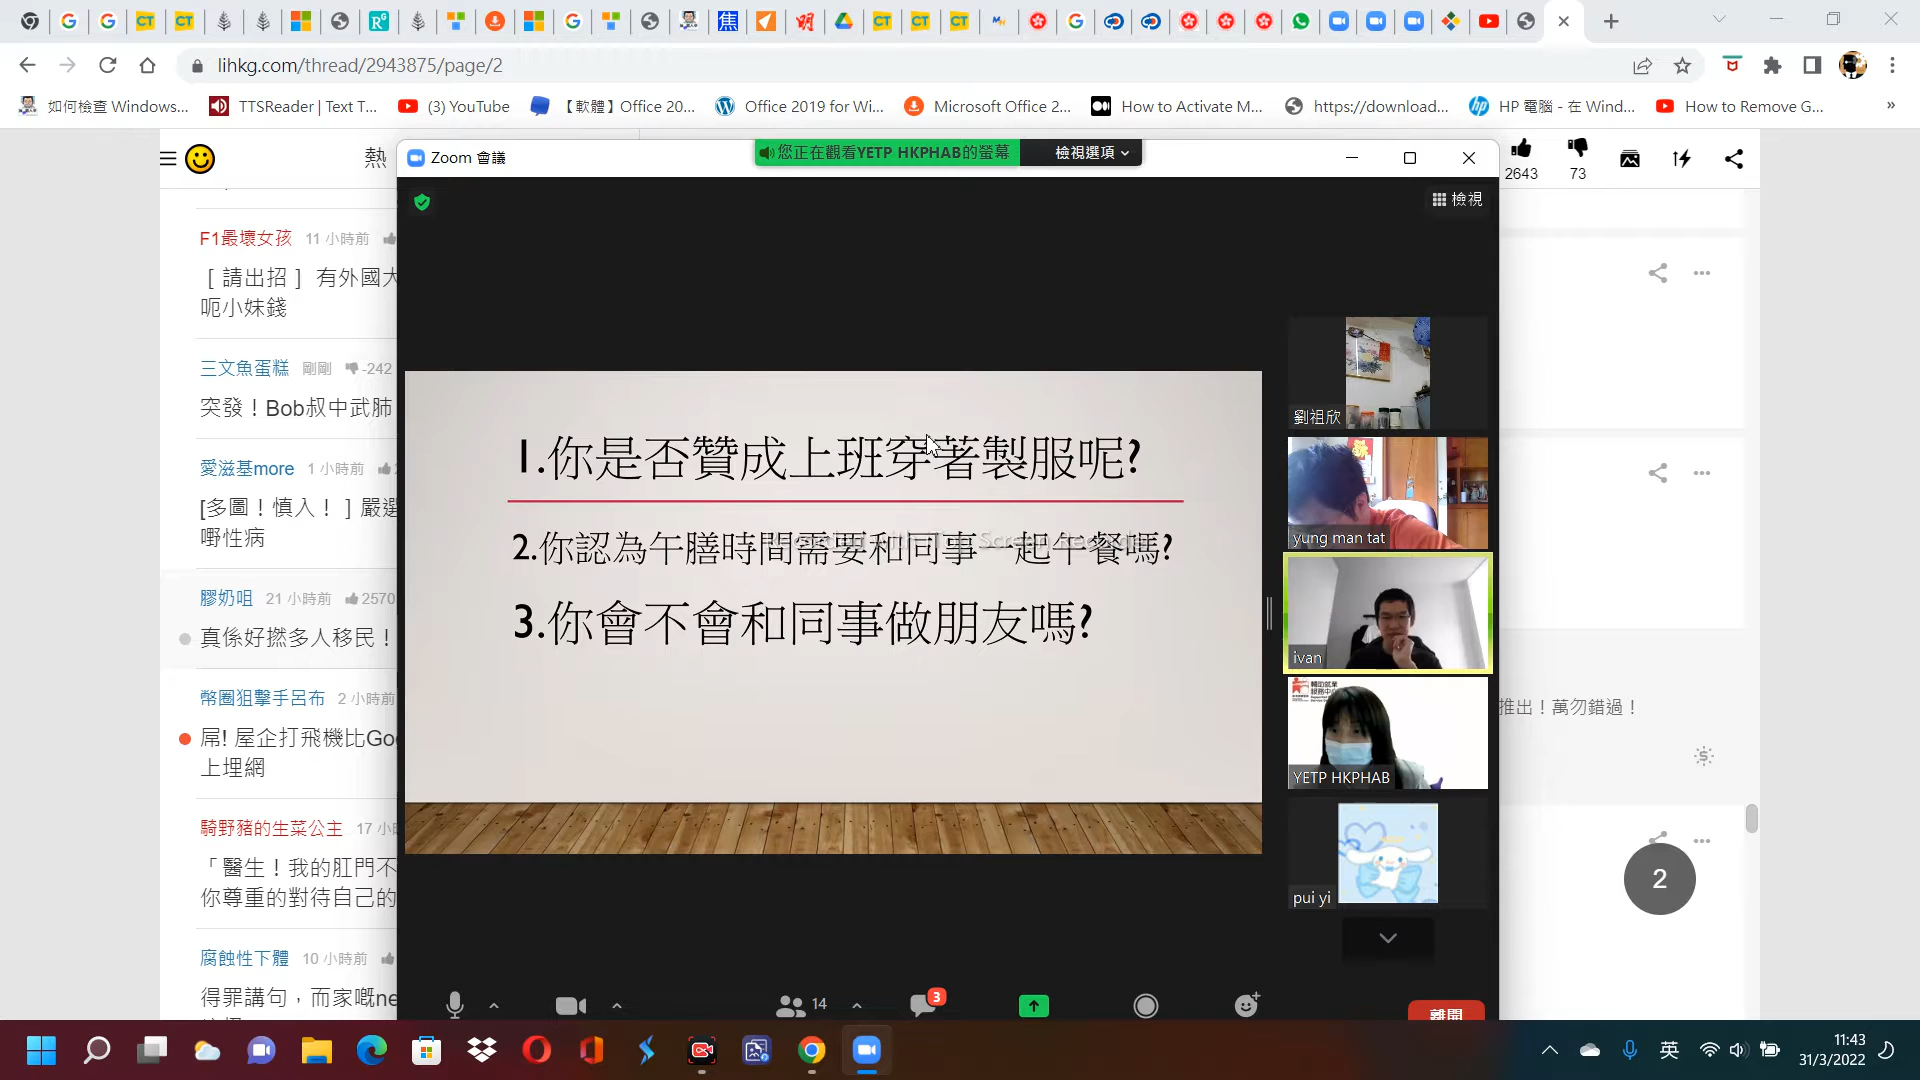 lihkg.com/thread/2943875/page/2
如何檢查 Windows...
TTSReader | Text T...
(3) YouTube
【軟體】Office 20...
Office 2019 for Wi...
Microsoft Office 2...
How to Activate M...
https://download...
HP 電腦 - 在 Wind...
How to Remove G...
熱
Zoom 會議
您正在觀看YETP HKPHAB的螢幕
檢視選項
2643
73
檢視
F1最壞女孩 11 小時前
[ 請出招 ] 有外國大
呃小妹錢
三文魚蛋糕 剛剛 -242
突發！Bob叔中武肺
愛滋基more 1 小時前
[多圖！慎入！] 嚴選
嘢性病
膠奶咀 21 小時前 2570
真係好撚多人移民！
幣圈狙擊手呂布 2 小時前
屌! 屋企打飛機比Go
上埋網
騎野豬的生菜公主 17 小
「醫生！我的肛門不
你尊重的對待自己的
腐蝕性下體 10 小時前
得罪講句，而家嘅ne
1.你是否贊成上班穿著製服呢?
2.你認為午膳時間需要和同事一起午餐嗎?
3.你會不會和同事做朋友嗎?
劉祖欣
yung man tat
ivan
輔助就業
服務中心
YETP HKPHAB
pui yi
推出！萬勿錯過！
2
14
3
離開
英
11:43
31/3/2022